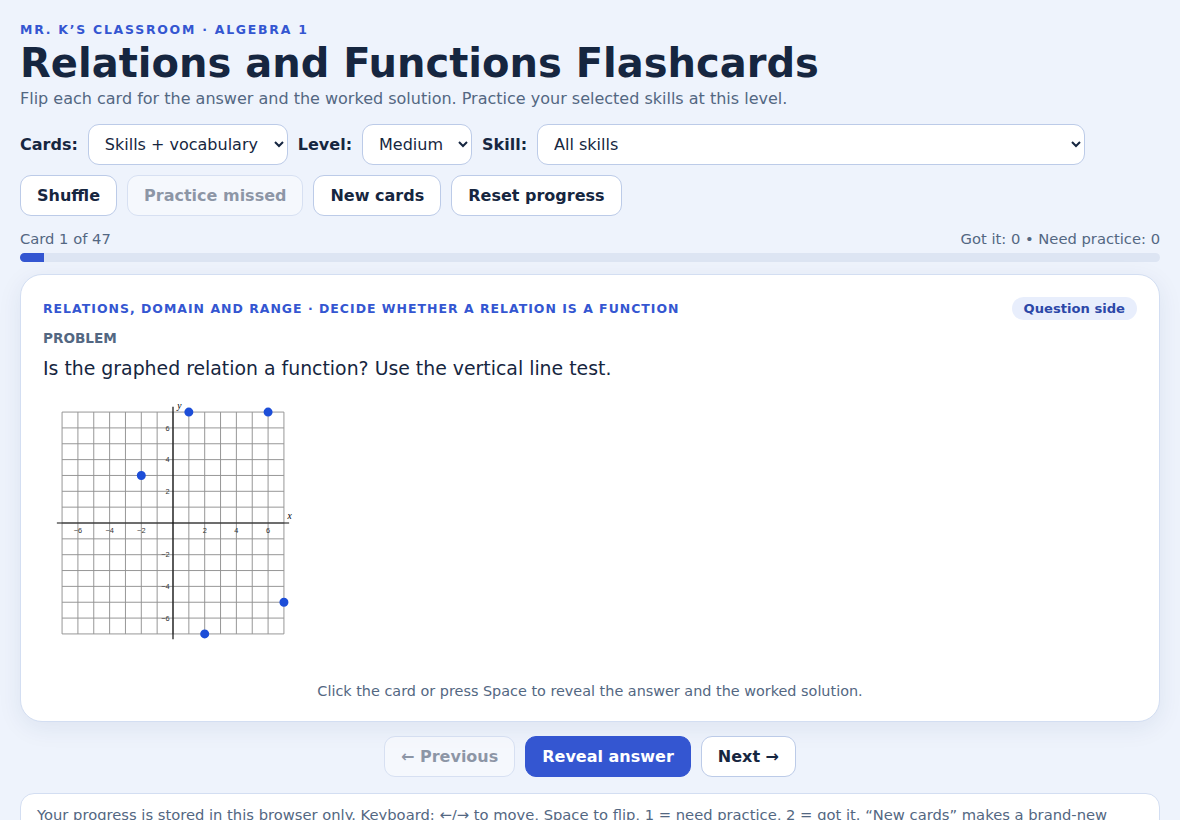 MR. K’S CLASSROOM · ALGEBRA 1
Relations and Functions Flashcards
Flip each card for the answer and the worked solution. Practice your selected skills at this level.
Cards: Skills + vocabulary Level: Medium Skill: All skills
Shuffle Practice missed New cards Reset progress
Card 1 of 47 Got it: 0 • Need practice: 0
RELATIONS, DOMAIN AND RANGE · DECIDE WHETHER A RELATION IS A FUNCTION Question side
PROBLEM
Is the graphed relation a function? Use the vertical line test.
y
6
4
2
x
−6 −4 −2 2 4 6
−2
−4
−6
Click the card or press Space to reveal the answer and the worked solution.
← Previous Reveal answer Next →
Your progress is stored in this browser only. Keyboard: ←/→ to move, Space to flip, 1 = need practice, 2 = got it. “New cards” makes a brand-new